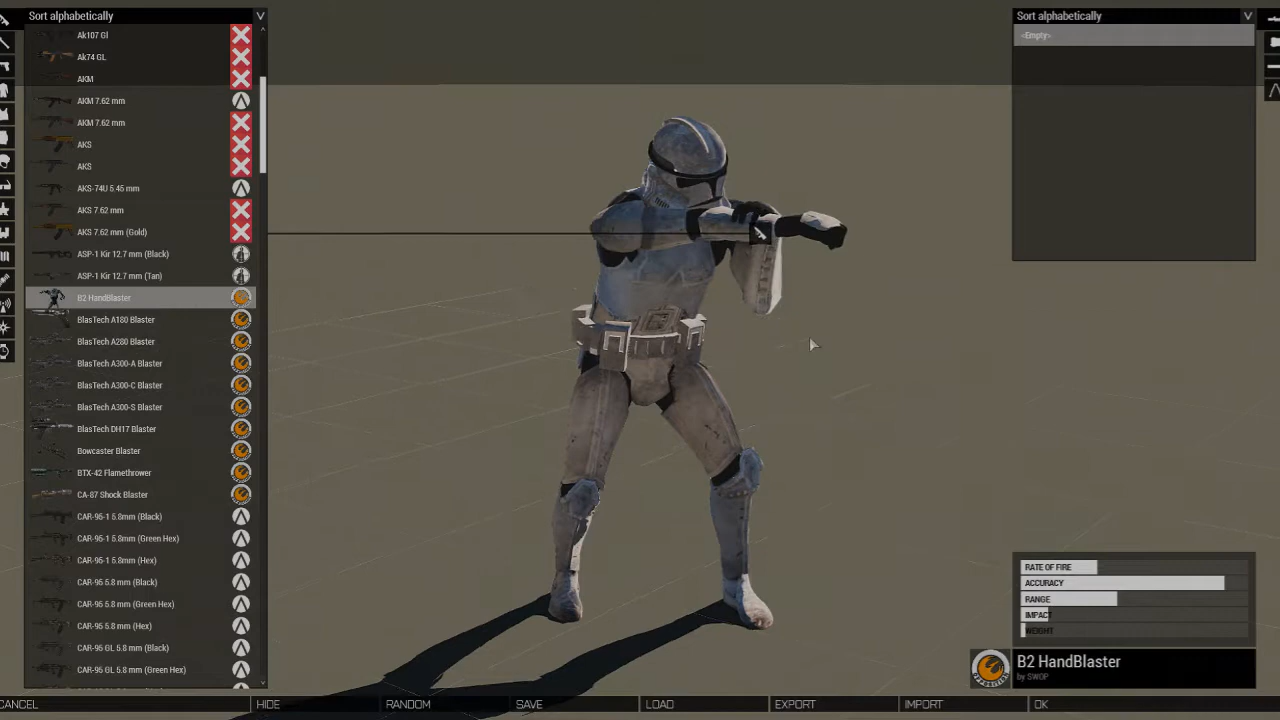 Sort alphabetically
Ak107 Gl
Ak74 GL
AKM
AKM 7.62 mm
AKM 7.62 mm
AKS
AKS
AKS-74U 5.45 mm
AKS 7.62 mm
AKS 7.62 mm (Gold)
ASP-1 Kir 12.7 mm (Black)
ASP-1 Kir 12.7 mm (Tan)
B2 HandBlaster
BlasTech A180 Blaster
BlasTech A280 Blaster
BlasTech A300-A Blaster
BlasTech A300-C Blaster
BlasTech A300-S Blaster
BlasTech DH17 Blaster
Bowcaster Blaster
BTX-42 Flamethrower
CA-87 Shock Blaster
CAR-95-1 5.8mm (Black)
CAR-95-1 5.8mm (Green Hex)
CAR-95-1 5.8mm (Hex)
CAR-95 5.8 mm (Black)
CAR-95 5.8 mm (Green Hex)
CAR-95 5.8 mm (Hex)
CAR-95 GL 5.8 mm (Black)
CAR-95 GL 5.8 mm (Green Hex)
Sort alphabetically
<Empty>
RATE OF FIRE
ACCURACY
RANGE
IMPACT
WEIGHT
B2 HandBlaster
by SWOP
CANCEL
HIDE
RANDOM
SAVE
LOAD
EXPORT
IMPORT
OK